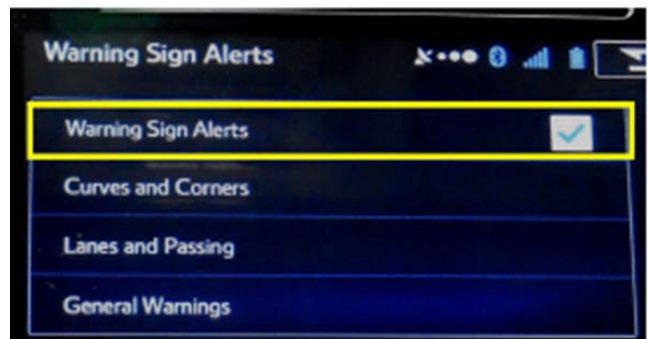 Warning Sign Alerts
Warning Sign Alerts
Curves and Corners
Lanes and Passing
General Warnings